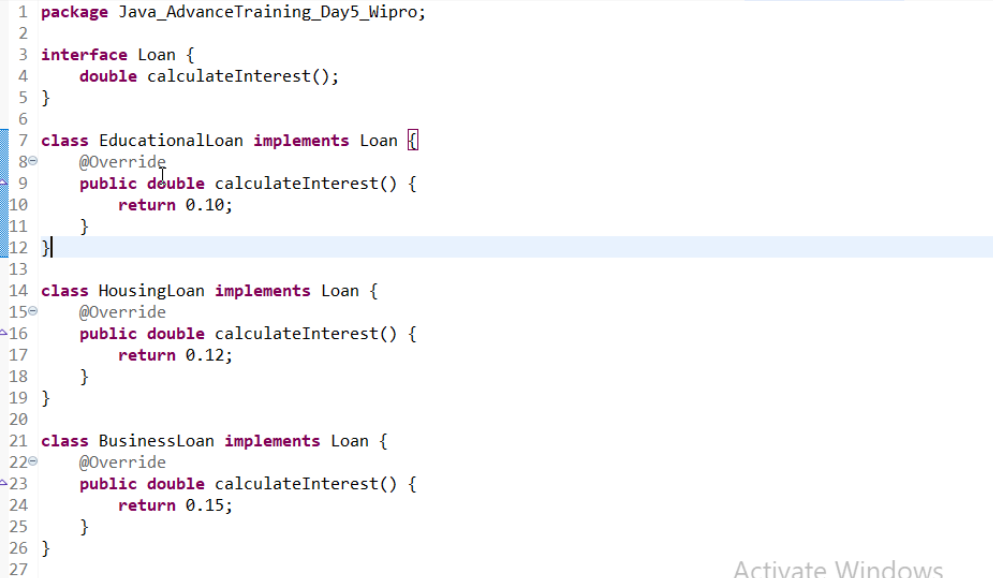 1 package Java_AdvanceTraining_Day5_Wipro;
2
3 interface Loan {
4     double calculateInterest();
5 }
6
7 class EducationalLoan implements Loan {
8     @Override
9     public double calculateInterest() {
10         return 0.10;
11     }
12 }
13
14 class HousingLoan implements Loan {
15     @Override
16     public double calculateInterest() {
17         return 0.12;
18     }
19 }
20
21 class BusinessLoan implements Loan {
22     @Override
23     public double calculateInterest() {
24         return 0.15;
25     }
26 }
27
Activate Windows